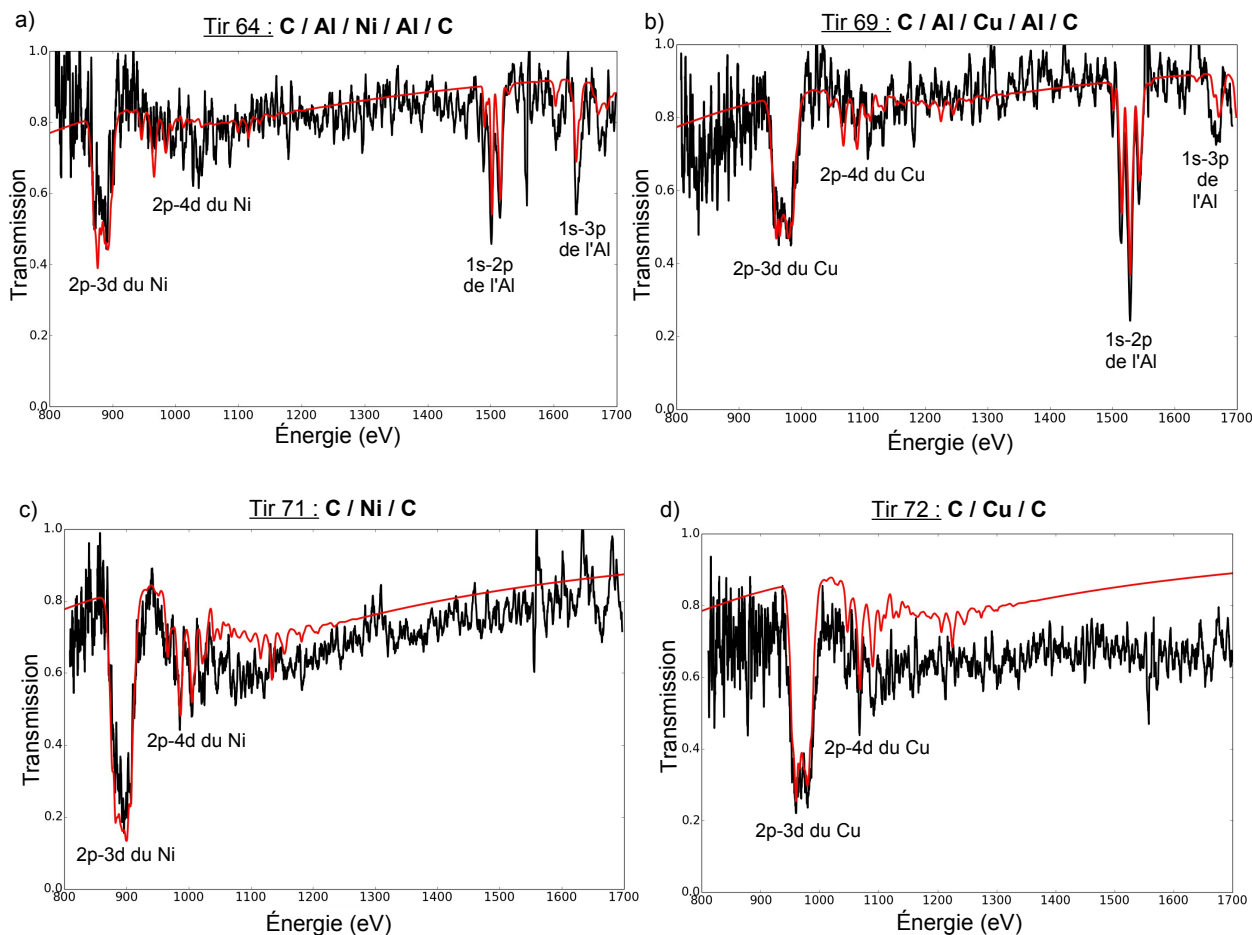 a)
Tir 64 : C / Al / Ni / Al / C
Transmission
1.0
0.8
0.6
0.4
0.2
0.0
2p-3d du Ni
2p-4d du Ni
1s-2p
de l'Al
1s-3p
de l'Al
800 900 1000 1100 1200 1300 1400 1500 1600 1700
Énergie (eV)
b)
Tir 69 : C / Al / Cu / Al / C
Transmission
1.0
0.8
0.6
0.4
0.2
0.0
2p-3d du Cu
2p-4d du Cu
1s-2p
de l'Al
1s-3p
de
l'Al
800 900 1000 1100 1200 1300 1400 1500 1600 1700
Énergie (eV)
c)
Tir 71 : C / Ni / C
Transmission
1.0
0.8
0.6
0.4
0.2
0.0
2p-3d du Ni
2p-4d du Ni
800 900 1000 1100 1200 1300 1400 1500 1600 1700
Énergie (eV)
d)
Tir 72 : C / Cu / C
Transmission
1.0
0.8
0.6
0.4
0.2
0.0
2p-3d du Cu
2p-4d du Cu
800 900 1000 1100 1200 1300 1400 1500 1600 1700
Énergie (eV)